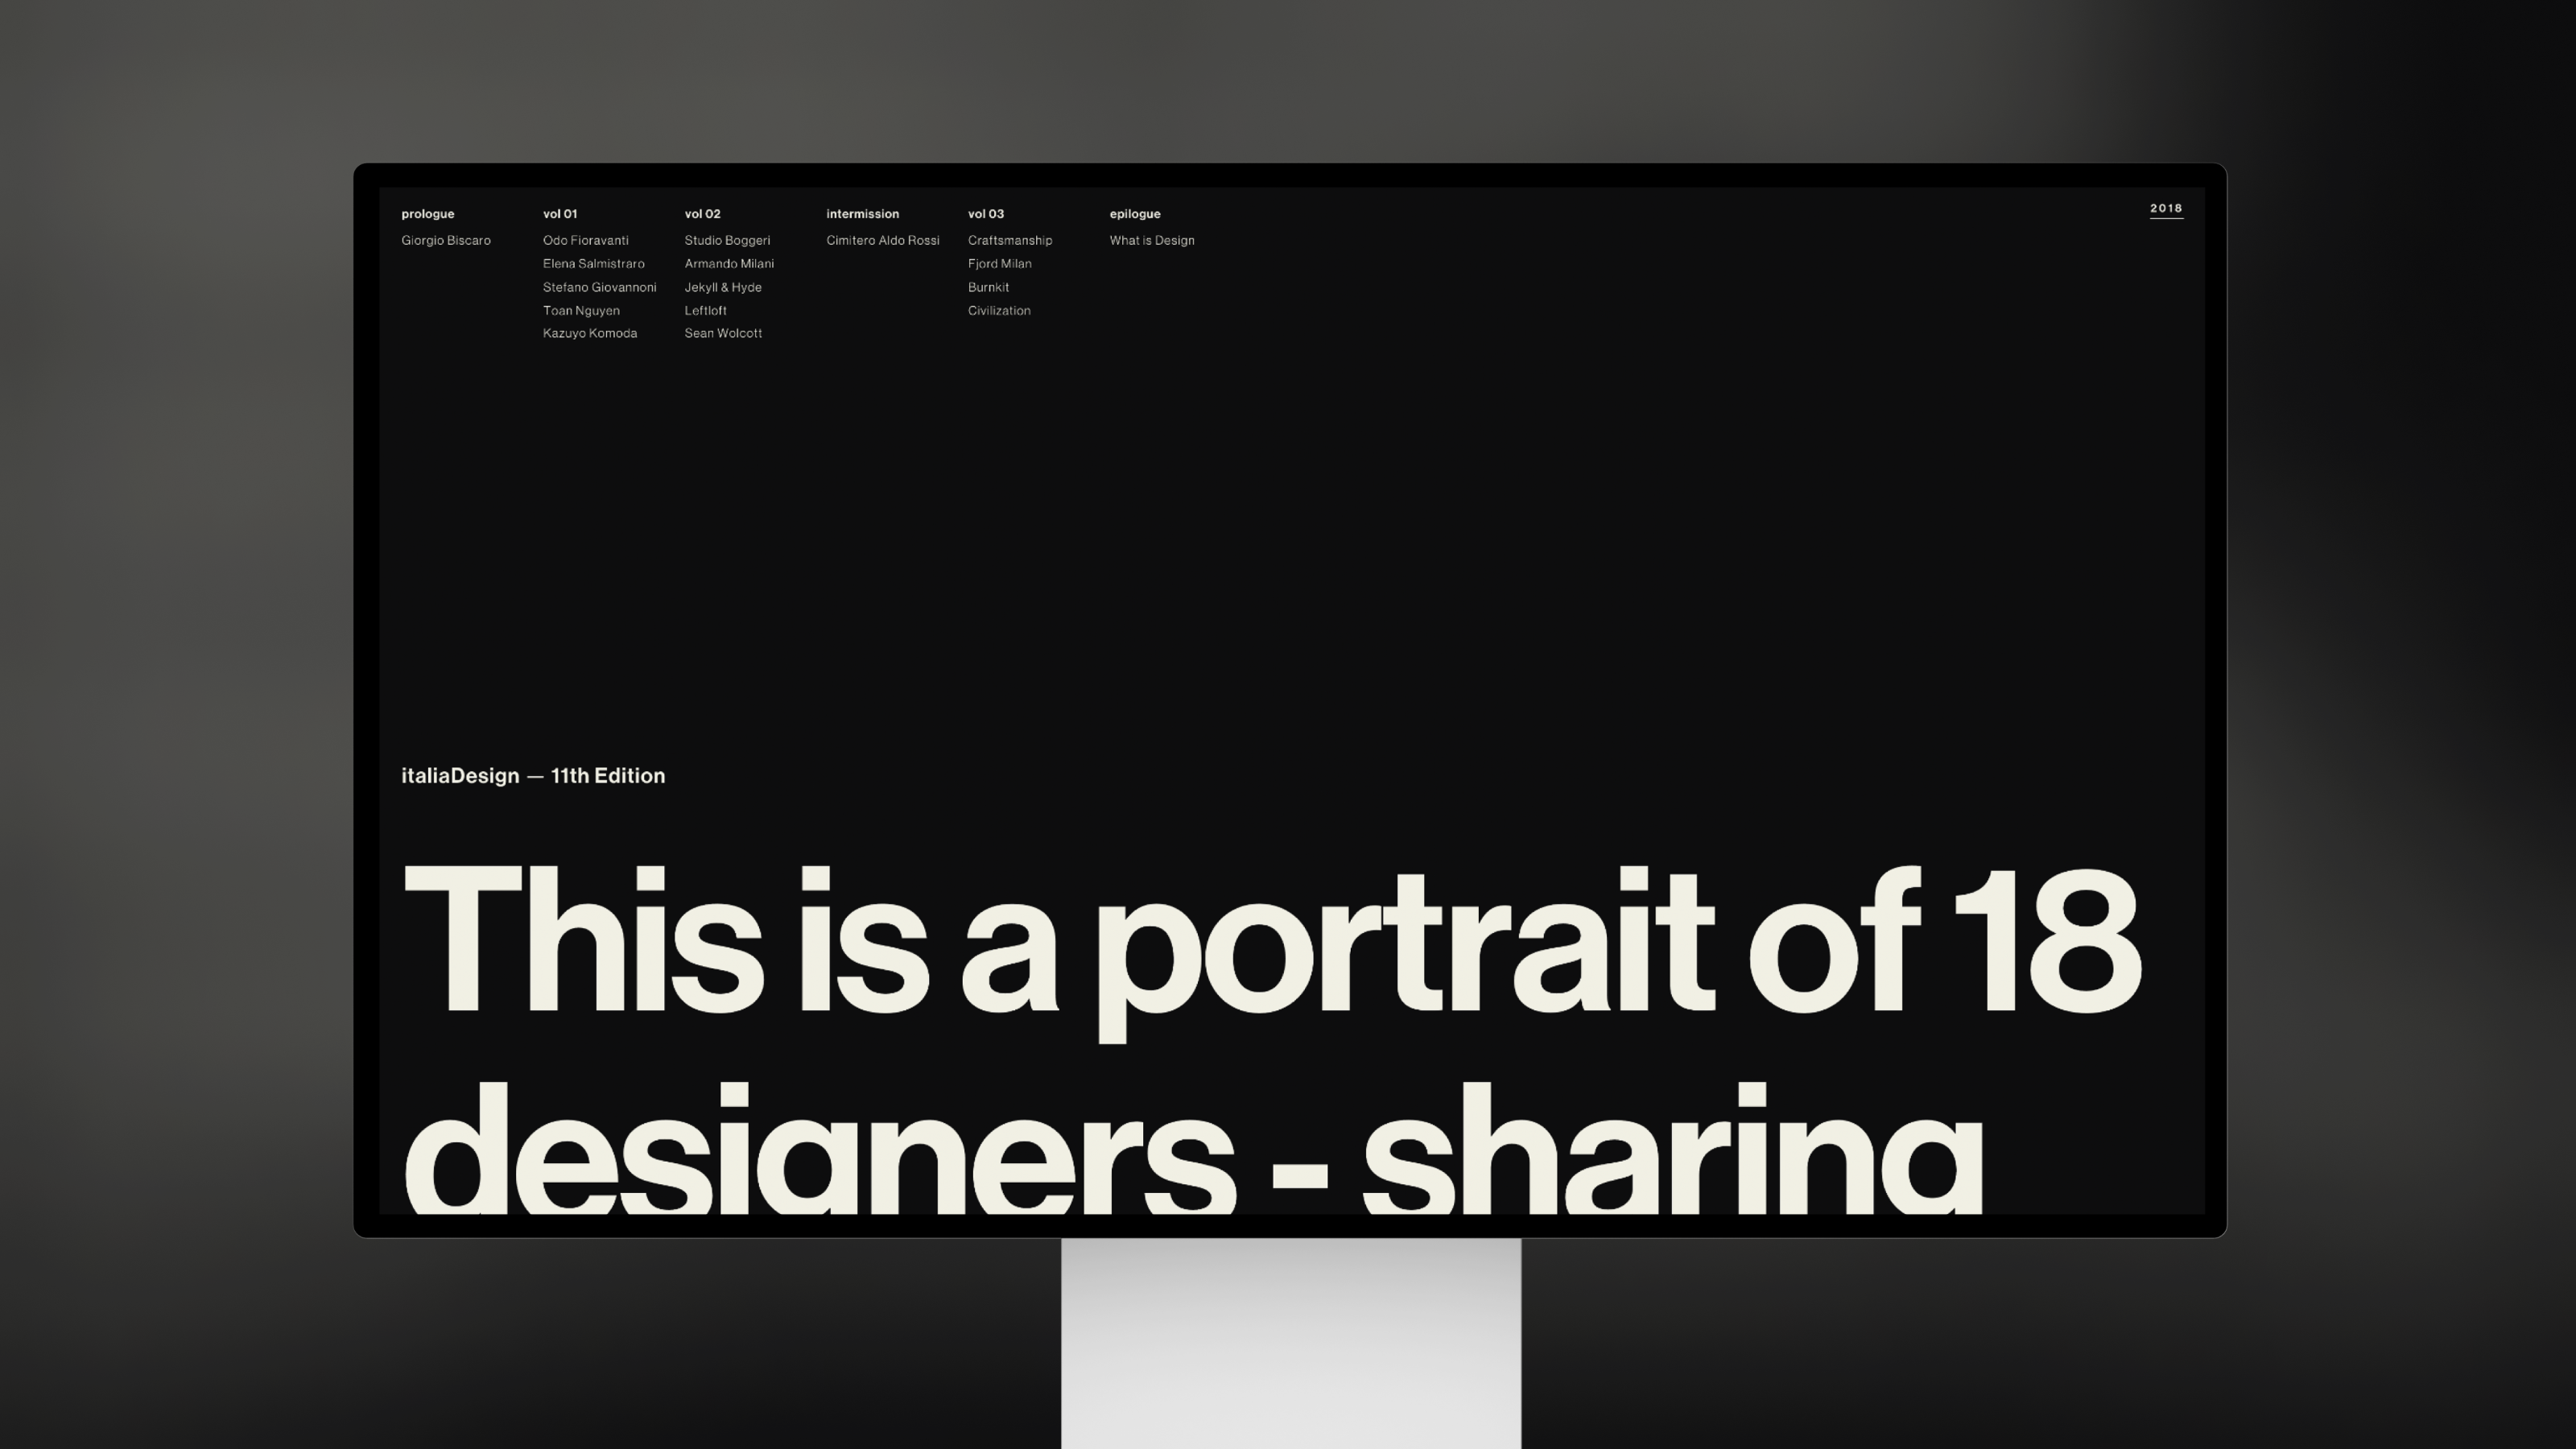 prologue
Giorgio Biscaro
vol 01
Odo Fioravanti
Elena Salmistraro
Stefano Giovannoni
Toan Nguyen
Kazuyo Komoda
vol 02
Studio Boggeri
Armando Milani
Jekyll & Hyde
Leftloft
Sean Wolcott
intermission
Cimitero Aldo Rossi
vol 03
Craftsmanship
Fjord Milan
Burnkit
Civilization
epilogue
What is Design
2018
italiaDesign — 11th Edition
This is a portrait of 18
designers - sharing